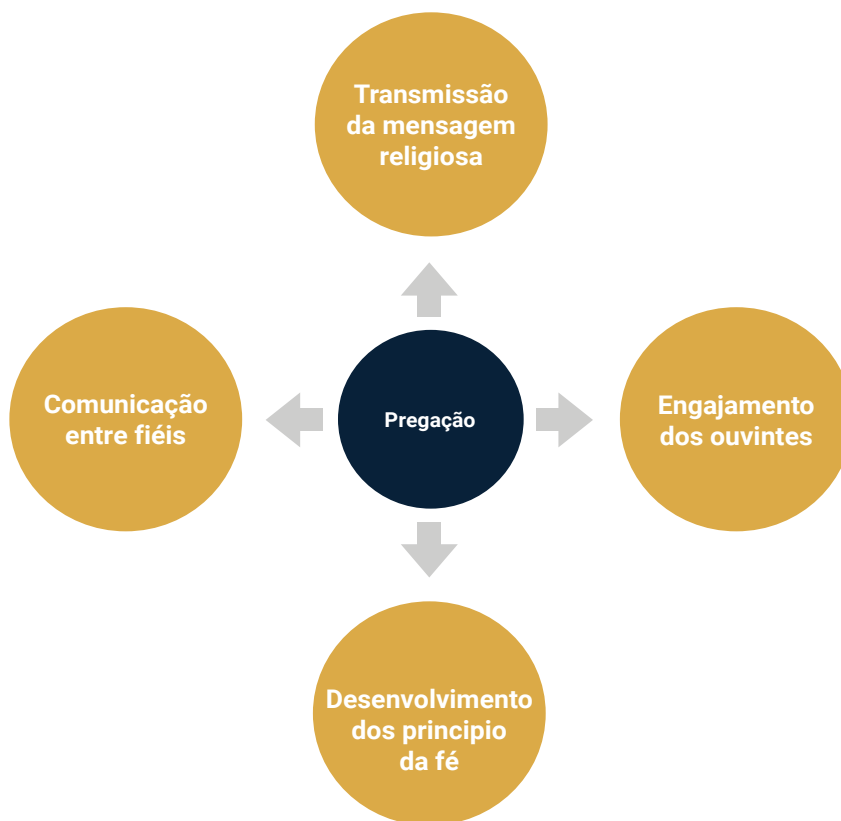 Transmissão
da mensagem
religiosa
Comunicação
entre fiéis
Pregação
Engajamento
dos ouvintes
Desenvolvimento
dos principio
da fé